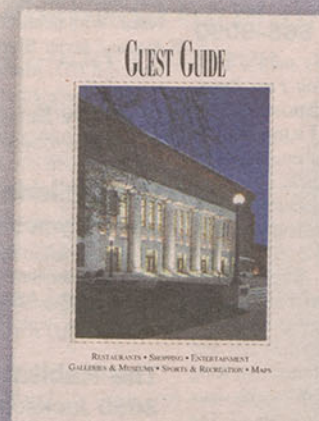 GUEST GUIDE
RESTAURANTS • SHOPPING • ENTERTAINMENT
GALLERIES & MUSEUMS • SPORTS & RECREATION • MAPS